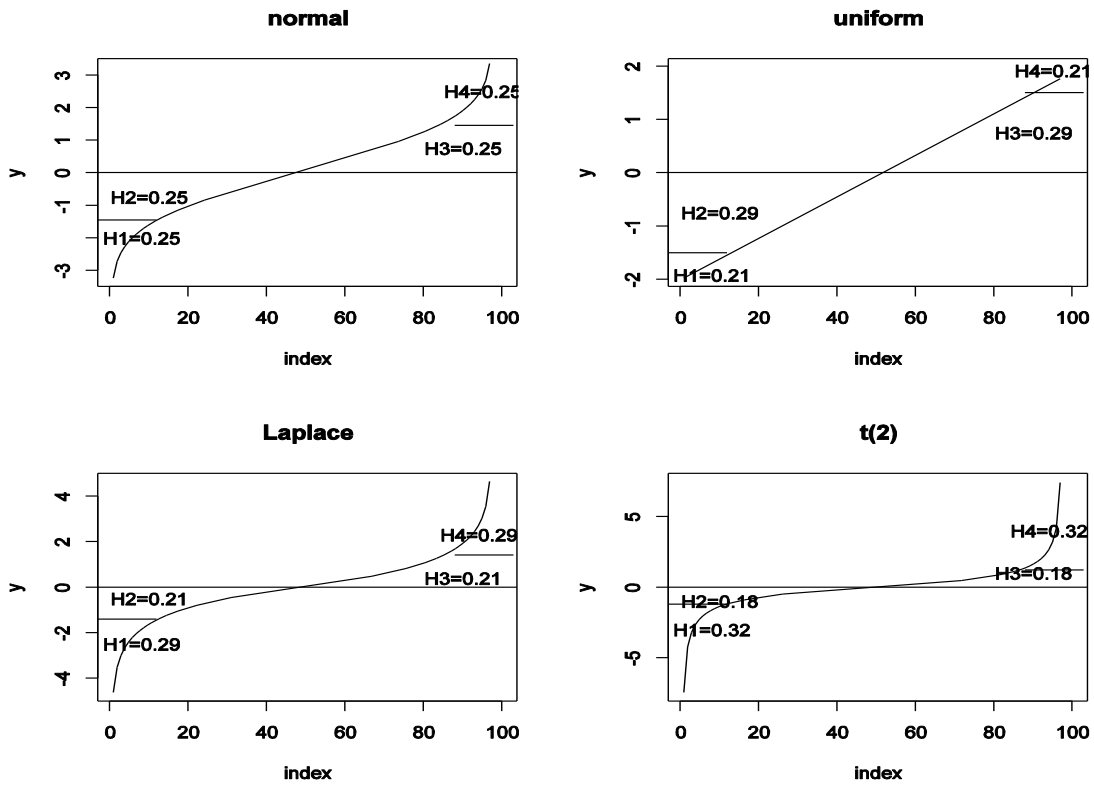 normal
y
3
2
1
0
-1
-3
H4=0.25
H3=0.25
H2=0.25
H1=0.25
0 20 40 60 80 100
index
uniform
y
2
1
0
-1
-2
H4=0.21
H3=0.29
H2=0.29
H1=0.21
0 20 40 60 80 100
index
Laplace
y
4
2
0
-2
-4
H4=0.29
H3=0.21
H2=0.21
H1=0.29
0 20 40 60 80 100
index
t(2)
y
5
0
-5
H4=0.32
H3=0.18
H2=0.18
H1=0.32
0 20 40 60 80 100
index